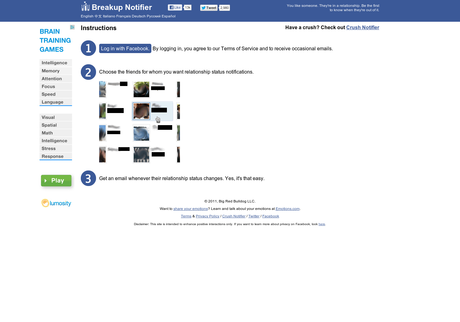 Breakup Notifier
Like
51k
Tweet
English 中文 Italiano Français Deutsch Русский Español
You like someone. They're in a relationship. Be the first
to know when they're out of it.
BRAIN
TRAINING
GAMES
Intelligence
Memory
Attention
Focus
Speed
Language
Visual
Spatial
Math
Intelligence
Stress
Response
Play
lumosity
Instructions
Have a crush? Check out Crush Notifier
1 Log in with Facebook By logging in, you agree to our Terms of Service and to receive occasional emails.
2 Choose the friends for whom you want relationship status notifications.
3 Get an email whenever their relationship status changes. Yes, it's that easy.
© 2011, Big Red Bulldog LLC.
Want to share your emotions? Learn and talk about your emotions at Emotions.com.
Terms & Privacy Policy / Crush Notifier / Twitter / Facebook
Disclaimer: This site is intended to enhance positive interactions only. If you want to learn more about privacy on Facebook, look here.